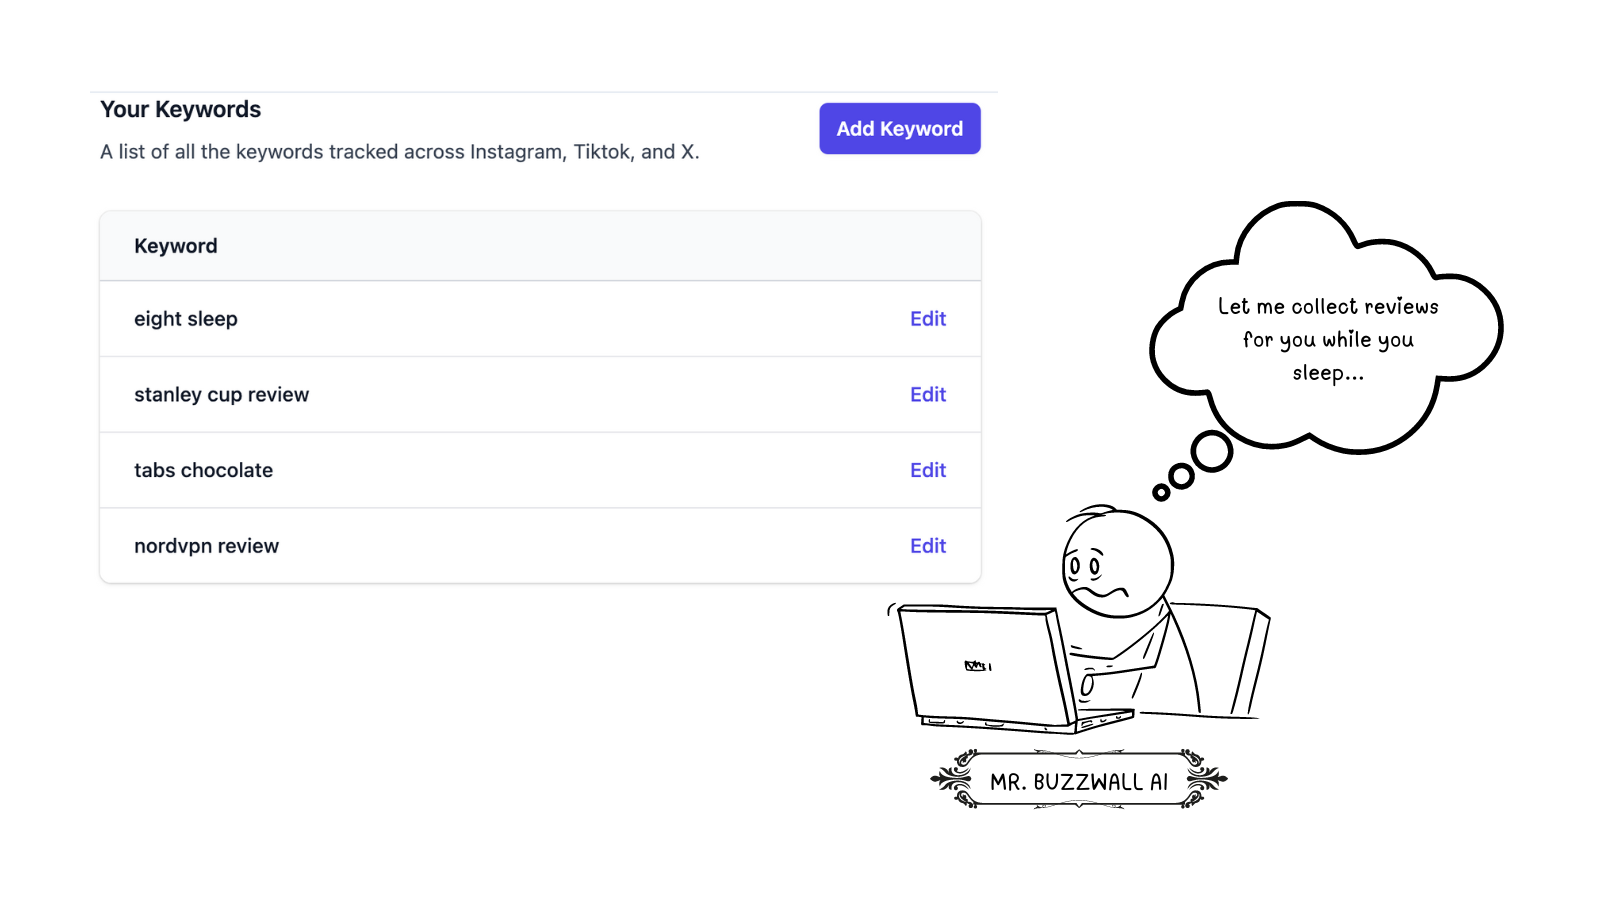 Your Keywords
Add Keyword
A list of all the keywords tracked across Instagram, Tiktok, and X.
Keyword
eight sleep Edit
stanley cup review Edit
tabs chocolate Edit
nordvpn review Edit
Let me collect reviews
for you while you
sleep...
MR. BUZZWALL AI